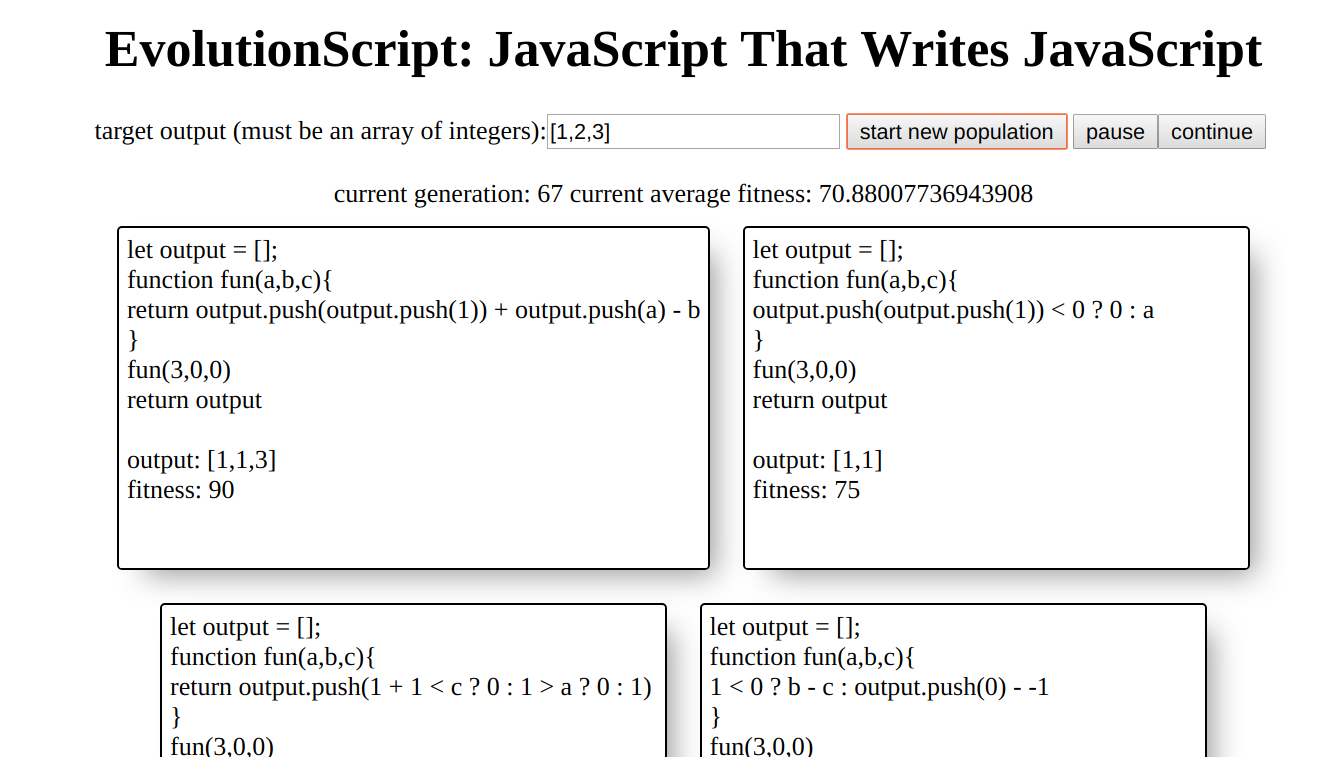 EvolutionScript: JavaScript That Writes JavaScript
target output (must be an array of integers): [1,2,3] start new population pause continue
current generation: 67 current average fitness: 70.88007736943908
let output = [];
function fun(a,b,c){
return output.push(output.push(1)) + output.push(a) - b
}
fun(3,0,0)
return output
output: [1,1,3]
fitness: 90
let output = [];
function fun(a,b,c){
output.push(output.push(1)) < 0 ? 0 : a
}
fun(3,0,0)
return output
output: [1,1]
fitness: 75
let output = [];
function fun(a,b,c){
return output.push(1 + 1 < c ? 0 : 1 > a ? 0 : 1)
}
fun(3,0,0)
let output = [];
function fun(a,b,c){
1 < 0 ? b - c : output.push(0) - -1
}
fun(3,0,0)